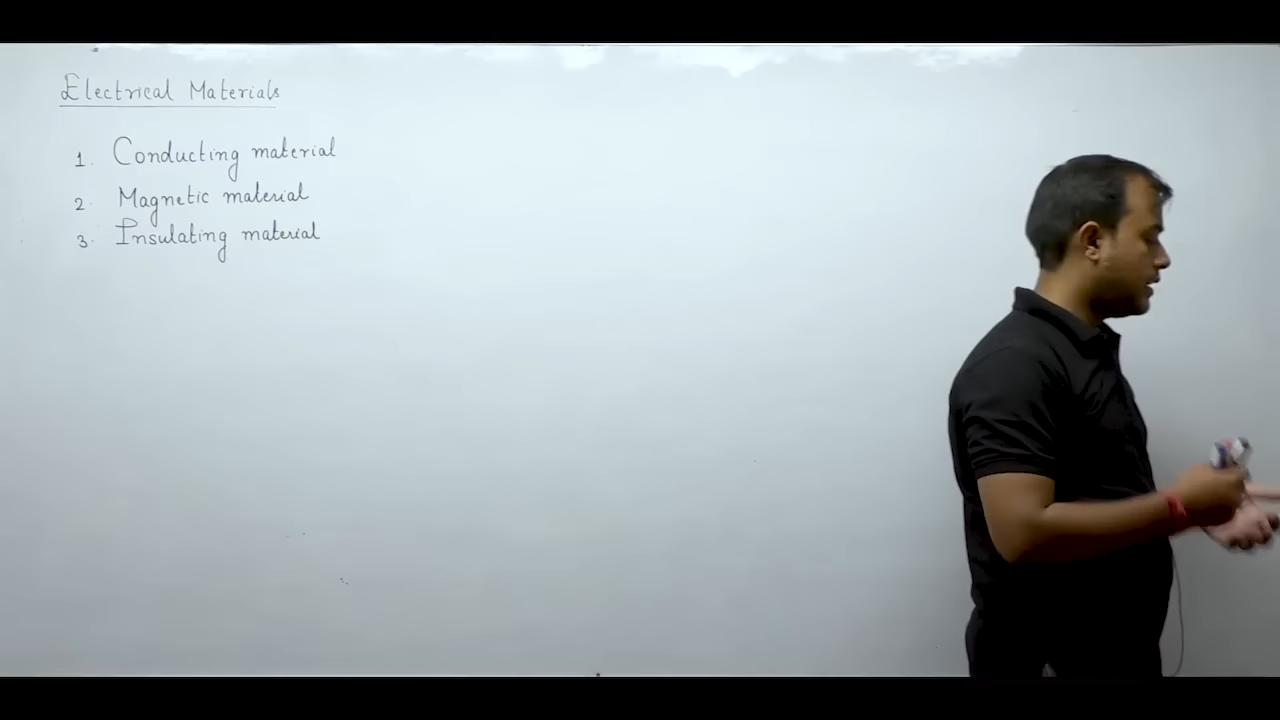 Electrical Materials
1. Conducting material
2. Magnetic material
3. Insulating material